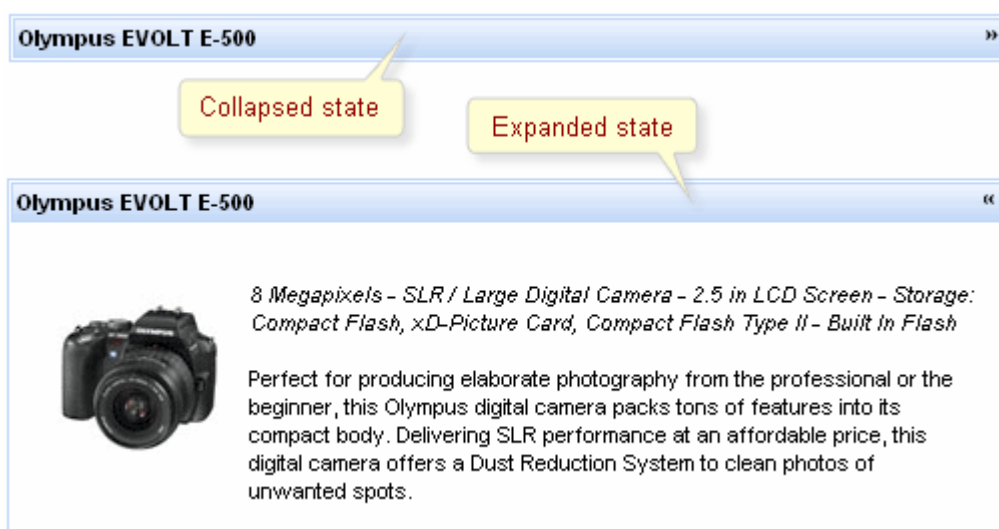 Olympus EVOLT E-500 »
Collapsed state
Expanded state
Olympus EVOLT E-500 «
8 Megapixels - SLR / Large Digital Camera - 2.5 in LCD Screen - Storage:
Compact Flash, xD-Picture Card, Compact Flash Type II - Built In Flash
OLYMPUS
Perfect for producing elaborate photography from the professional or the
beginner, this Olympus digital camera packs tons of features into its
compact body. Delivering SLR performance at an affordable price, this
digital camera offers a Dust Reduction System to clean photos of
unwanted spots.